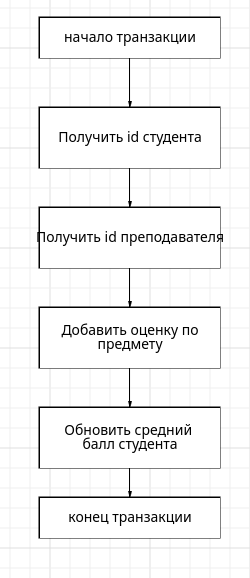 начало транзакции
Получить id студента
Получить id преподавателя
Добавить оценку по
предмету
Обновить средний
балл студента
конец транзакции